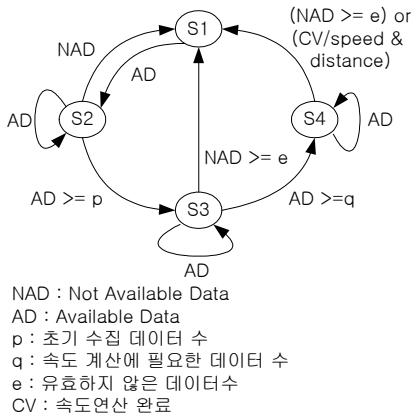 S1
(NAD >= e) or
(CV/speed &
distance)
NAD
AD
AD
S2
S4
AD
NAD >= e
AD >= p
S3
AD >=q
AD
NAD : Not Available Data
AD : Available Data
p : 초기 수집 데이터 수
q : 속도 계산에 필요한 데이터 수
e : 유효하지 않은 데이터수
CV : 속도연산 완료